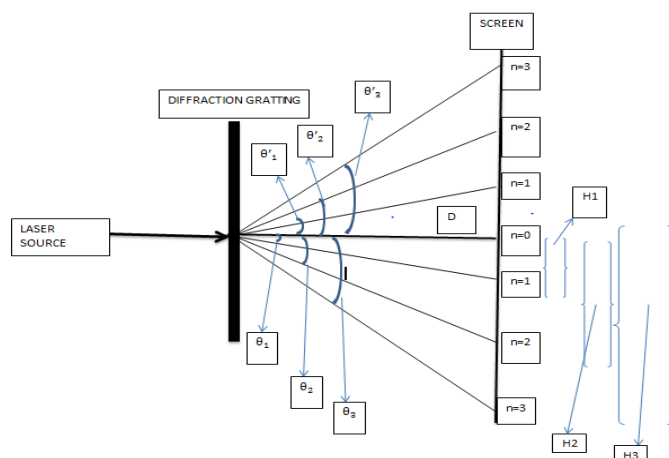 SCREEN
n=3
DIFFRACTION GRATTING
θ'3
n=2
θ'2
θ'1
n=1
H1
D
LASER
SOURCE
n=0
n=1
θ1
n=2
θ2
θ3
n=3
H2
H3